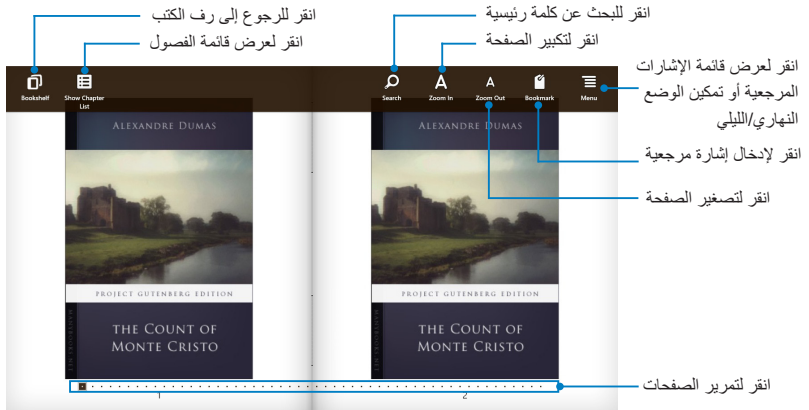 انقر للرجوع إلى رف الكتب
انقر لعرض قائمة الفصول
انقر للبحث عن كلمة رئيسية
انقر لتكبير الصفحة
انقر لعرض قائمة الإشارات
المرجعية أو تمكين الوضع
النهاري/الليلي
انقر لإدخال إشارة مرجعية
انقر لتصغير الصفحة
انقر لتمرير الصفحات
Bookshelf
Show Chapter
List
Search
Zoom In
Zoom Out
Bookmark
Menu
ALEXANDRE DUMAS
PROJECT GUTENBERG EDITION
THE COUNT OF
MONTE CRISTO
1
ALEXANDRE DUMAS
PROJECT GUTENBERG EDITION
THE COUNT OF
MONTE CRISTO
2